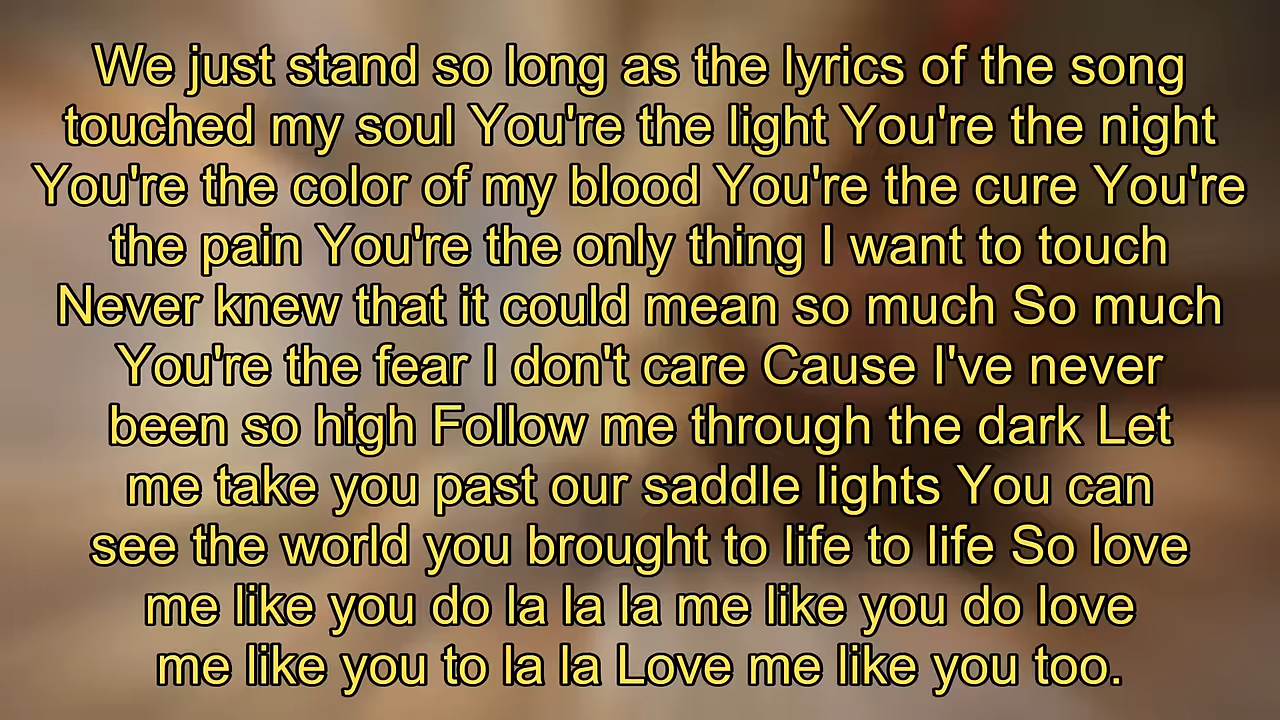 We just stand so long as the lyrics of the song
touched my soul You're the light You're the night
You're the color of my blood You're the cure You're
the pain You're the only thing I want to touch
Never knew that it could mean so much So much
You're the fear I don't care Cause I've never
been so high Follow me through the dark Let
me take you past our saddle lights You can
see the world you brought to life to life So love
me like you do la la la me like you do love
me like you to la la Love me like you too.